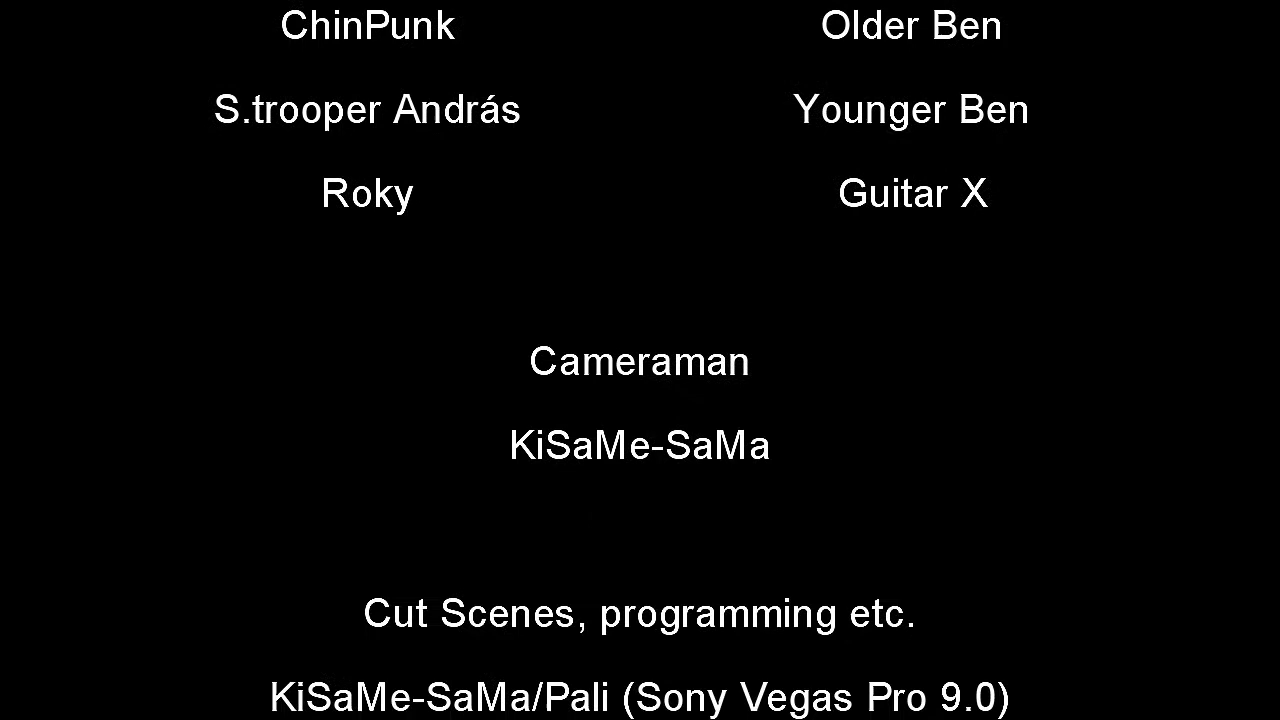 ChinPunk Older Ben
S.trooper András Younger Ben
Roky Guitar X
Cameraman
KiSaMe-SaMa
Cut Scenes, programming etc.
KiSaMe-SaMa/Pali (Sony Vegas Pro 9.0)